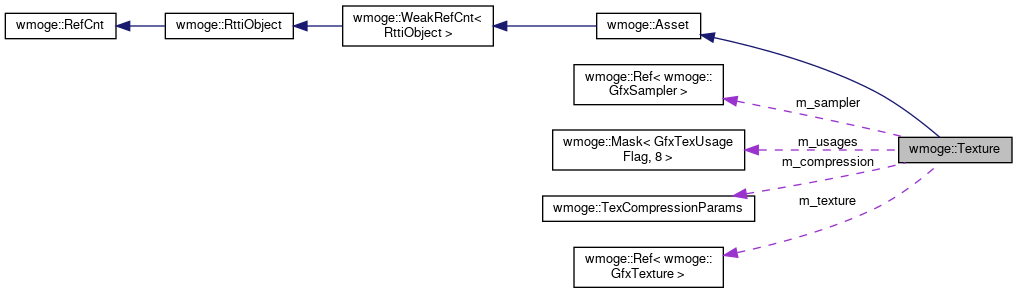 wmoge::RefCnt
wmoge::RttiObject
wmoge::WeakRefCnt<
RttiObject >
wmoge::Asset
wmoge::Ref< wmoge::
GfxSampler >
m_sampler
wmoge::Mask< GfxTexUsage
Flag, 8 >
m_usages
wmoge::Texture
m_compression
wmoge::TexCompressionParams
m_texture
wmoge::Ref< wmoge::
GfxTexture >